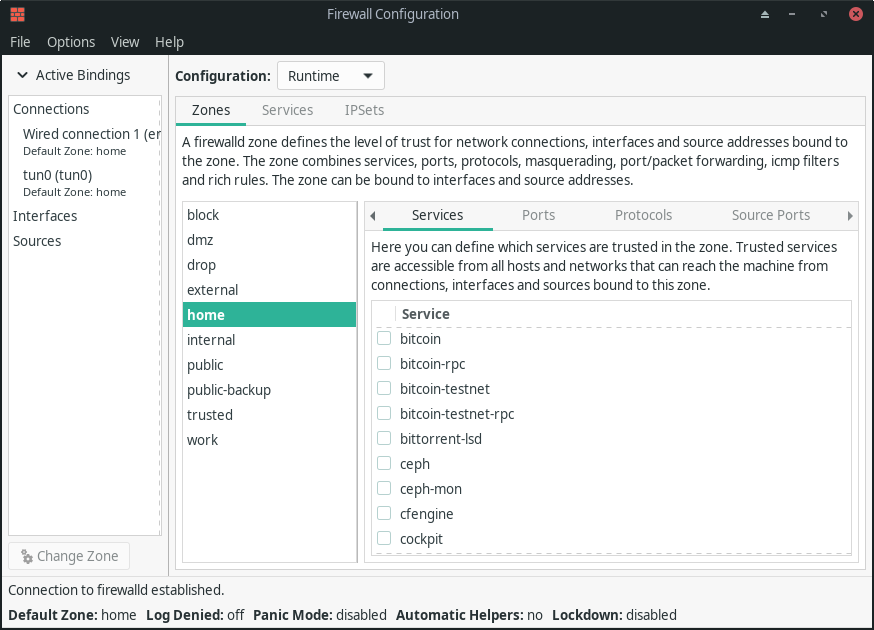 Firewall Configuration
File Options View Help
Active Bindings
Connections
Wired connection 1 (er
Default Zone: home
tun0 (tun0)
Default Zone: home
Interfaces
Sources
Change Zone
Configuration: Runtime
Zones Services IPSets
A firewalld zone defines the level of trust for network connections, interfaces and source addresses bound to
the zone. The zone combines services, ports, protocols, masquerading, port/packet forwarding, icmp filters
and rich rules. The zone can be bound to interfaces and source addresses.
block
dmz
drop
external
home
internal
public
public-backup
trusted
work
Services Ports Protocols Source Ports
Here you can define which services are trusted in the zone. Trusted services
are accessible from all hosts and networks that can reach the machine from
connections, interfaces and sources bound to this zone.
Service
bitcoin
bitcoin-rpc
bitcoin-testnet
bitcoin-testnet-rpc
bittorrent-lsd
ceph
ceph-mon
cfengine
cockpit
Connection to firewalld established.
Default Zone: home Log Denied: off Panic Mode: disabled Automatic Helpers: no Lockdown: disabled